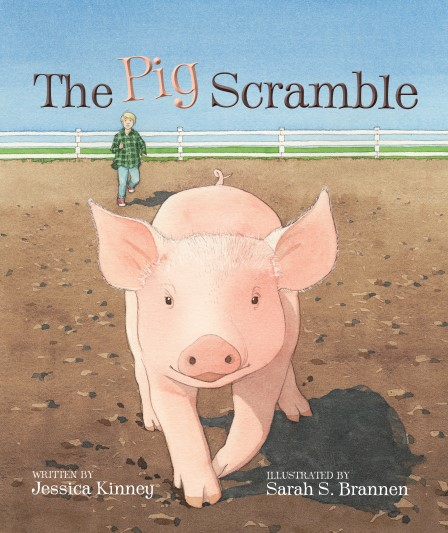 The Pig Scramble
WRITTEN BY
Jessica Kinney
ILLUSTRATED BY
Sarah S. Brannen